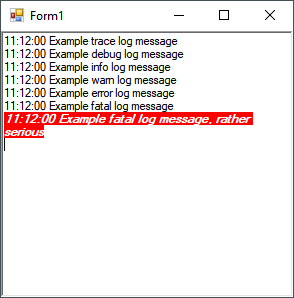 Form1
11:12:00 Example trace log message
11:12:00 Example debug log message
11:12:00 Example info log message
11:12:00 Example warn log message
11:12:00 Example error log message
11:12:00 Example fatal log message
11:12:00 Example fatal log message, rather
serious